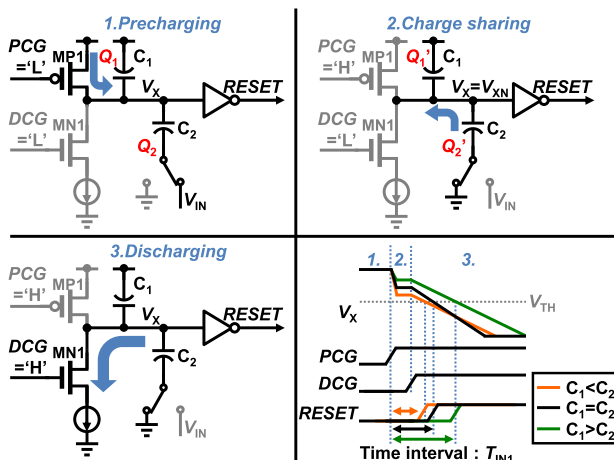 1.Precharging
PCG
='L'
MP1
Q1
C1
VX
RESET
DCG
='L'
MN1
C2
Q2
VIN
2.Charge sharing
PCG
='H'
MP1
Q1'
C1
VX=VXN
RESET
DCG
='L'
MN1
C2
Q2'
VIN
3.Discharging
PCG
='H'
MP1
C1
VX
RESET
DCG
='H'
MN1
C2
VIN
1. 2. 3.
VX
VTH
PCG
DCG
RESET
C1<C2
C1=C2
C1>C2
Time interval : TIN1